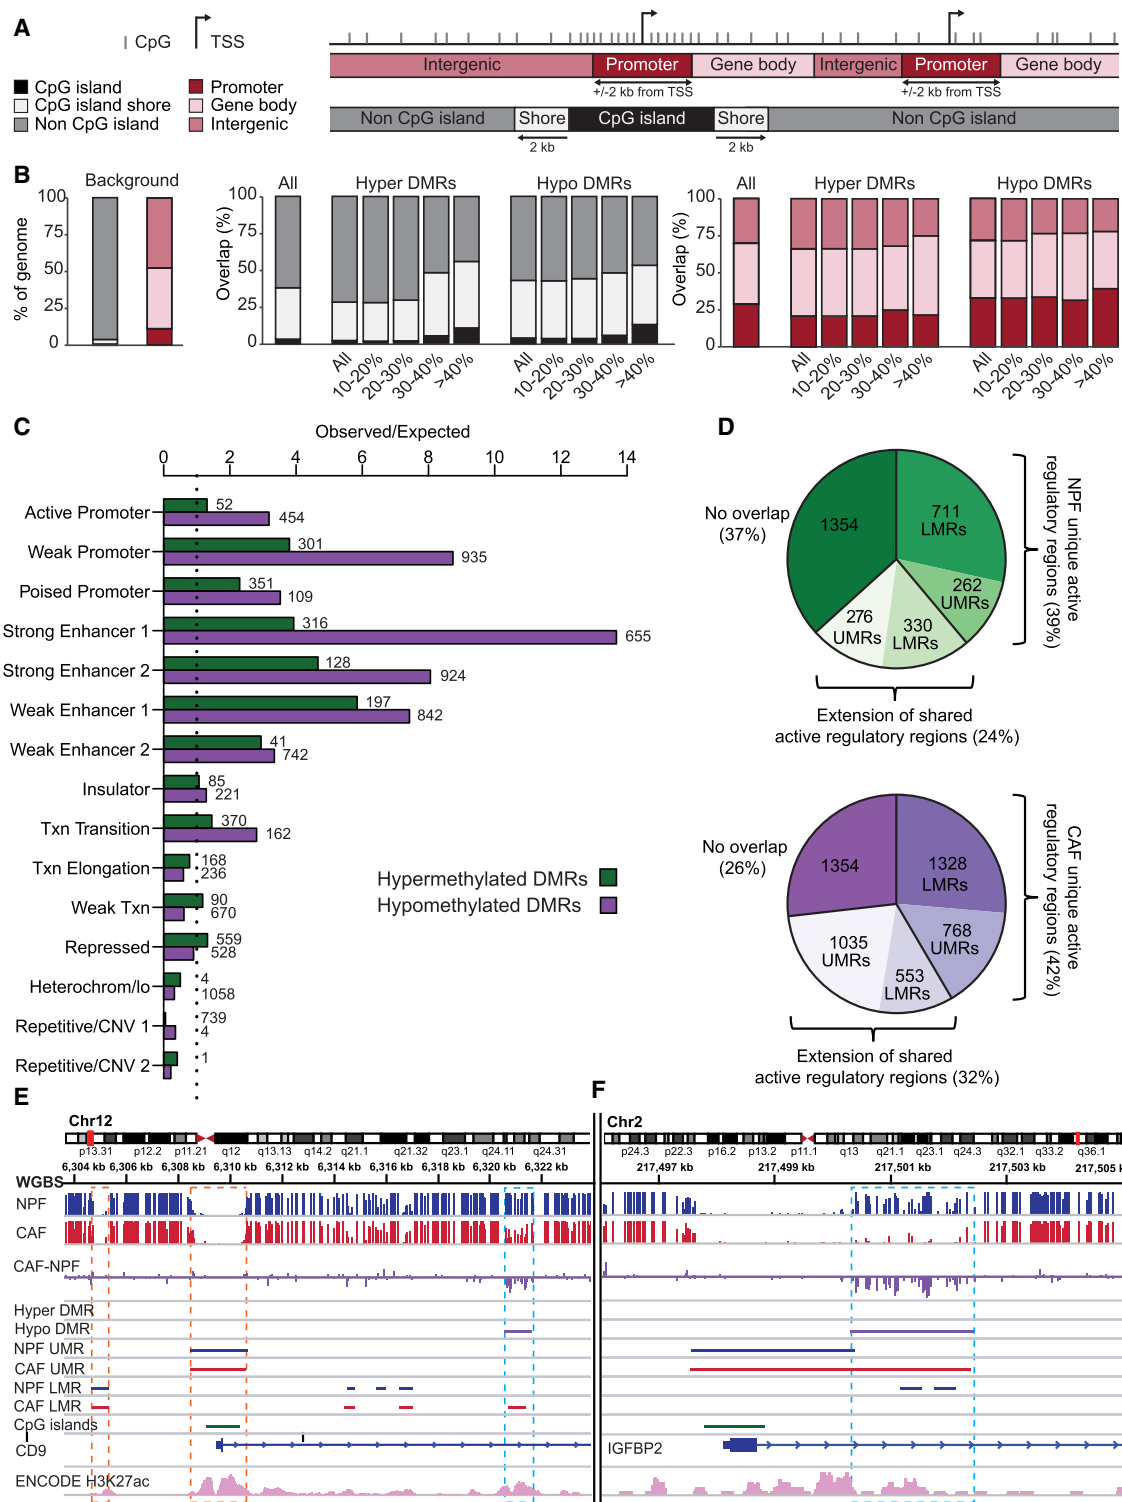 A
CpG
TSS
CpG island
CpG island shore
Non CpG island
Promoter
Gene body
Intergenic
Intergenic
Promoter
Gene body
Intergenic
Promoter
Gene body
+/-2 kb from TSS
+/-2 kb from TSS
Non CpG island
Shore
CpG island
Shore
Non CpG island
2 kb
2 kb
B
Background
% of genome
100
75
50
25
0
All
Hyper DMRs
Hypo DMRs
Overlap (%)
100
75
50
25
0
All
10-20%
20-30%
30-40%
>40%
All
10-20%
20-30%
30-40%
>40%
All
Hyper DMRs
Hypo DMRs
Overlap (%)
100
75
50
25
0
All
10-20%
20-30%
30-40%
>40%
All
10-20%
20-30%
30-40%
>40%
C
Observed/Expected
0 2 4 6 8 10 12 14
Active Promoter
52
454
Weak Promoter
301
935
Poised Promoter
351
109
Strong Enhancer 1
316
655
Strong Enhancer 2
128
924
Weak Enhancer 1
197
842
Weak Enhancer 2
41
742
Insulator
85
221
Txn Transition
370
162
Txn Elongation
168
236
Weak Txn
90
670
Repressed
559
528
Heterochrom/lo
4
1058
Repetitive/CNV 1
739
4
Repetitive/CNV 2
1
Hypermethylated DMRs
Hypomethylated DMRs
D
No overlap
(37%)
1354
711
LMRs
262
UMRs
330
LMRs
276
UMRs
NPF unique active
regulatory regions (39%)
Extension of shared
active regulatory regions (24%)
No overlap
(26%)
1354
1328
LMRs
768
UMRs
553
LMRs
1035
UMRs
CAF unique active
regulatory regions (42%)
Extension of shared
active regulatory regions (32%)
E
Chr12
p13.31 p12.2 p11.21 q12 q13.13 q14.2 q21.1 q21.32 q23.1 q24.11 q24.31
6,304 kb 6,306 kb 6,308 kb 6,310 kb 6,312 kb 6,314 kb 6,316 kb 6,318 kb 6,320 kb 6,322 kb
WGBS
NPF
CAF
CAF-NPF
Hyper DMR
Hypo DMR
NPF UMR
CAF UMR
NPF LMR
CAF LMR
CpG islands
CD9
ENCODE H3K27ac
F
Chr2
p24.3 p22.3 p16.2 p13.2 p11.1 q13 q21.1 q23.1 q24.3 q32.1 q33.2 q36.1
217,497 kb 217,499 kb 217,501 kb 217,503 kb 217,505 k
IGFBP2